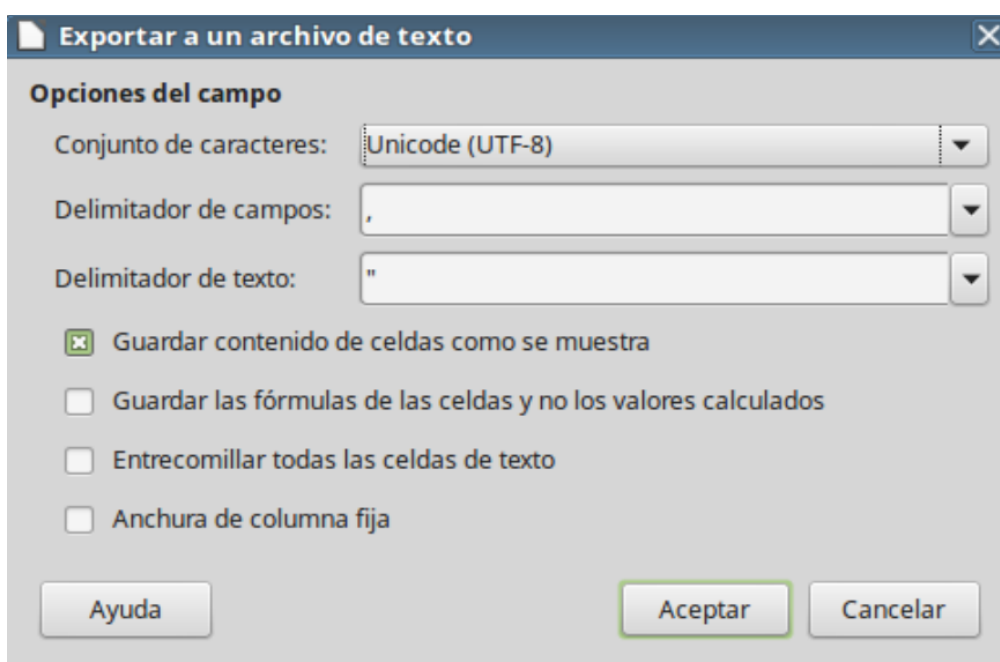 Exportar a un archivo de texto
Opciones del campo
Conjunto de caracteres: Unicode (UTF-8)
Delimitador de campos: ,
Delimitador de texto: "
Guardar contenido de celdas como se muestra
Guardar las fórmulas de las celdas y no los valores calculados
Entrecomillar todas las celdas de texto
Anchura de columna fija
Ayuda Aceptar Cancelar